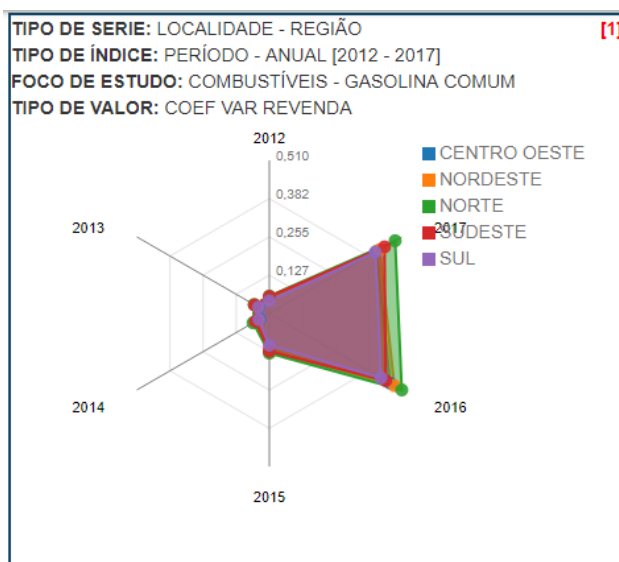 TIPO DE SERIE: LOCALIDADE - REGIÃO [1]
TIPO DE ÍNDICE: PERÍODO - ANUAL [2012 - 2017]
FOCO DE ESTUDO: COMBUSTÍVEIS - GASOLINA COMUM
TIPO DE VALOR: COEF VAR REVENDA
2012
0,510
CENTRO OESTE
NORDESTE
0,382
NORTE
2013
2017
SUDESTE
0,255
SUL
0,127
2014
2016
2015